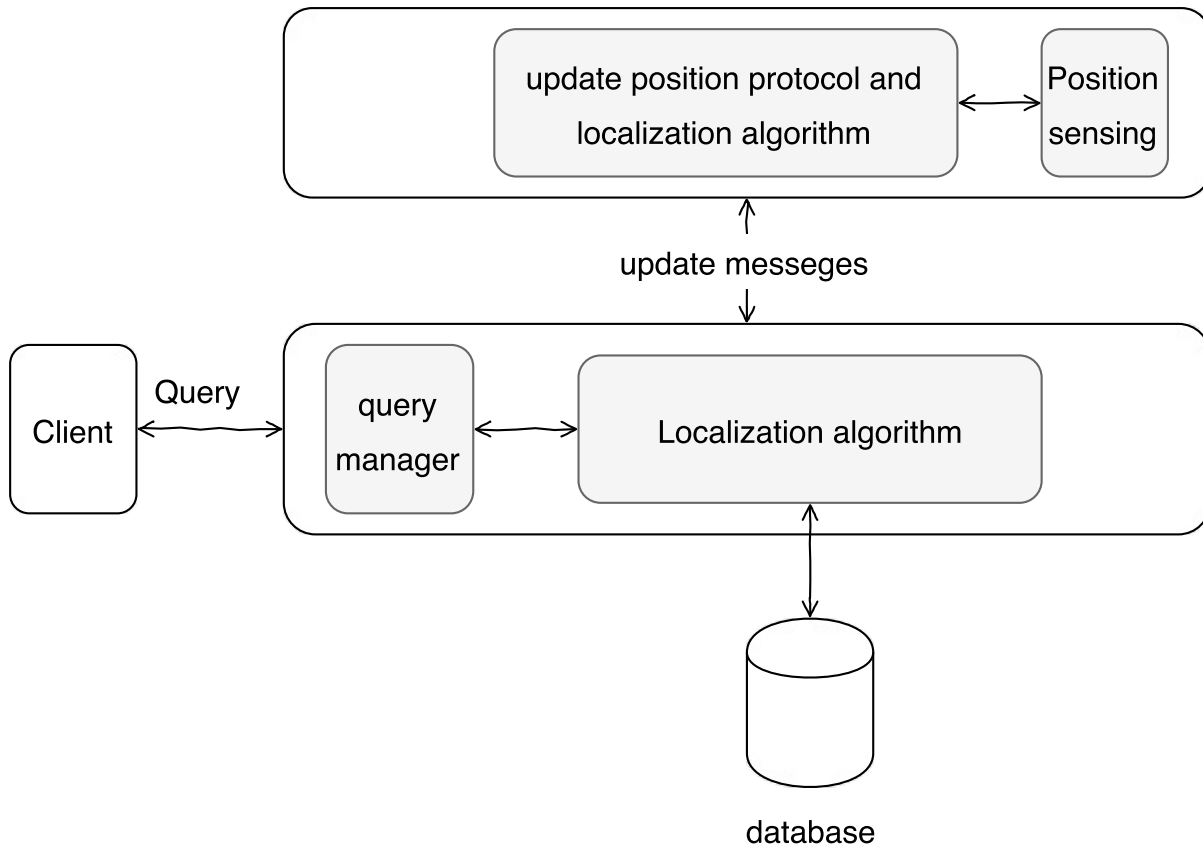 update position protocol and
localization algorithm
Position
sensing
update messeges
Client
Query
query
manager
Localization algorithm
database